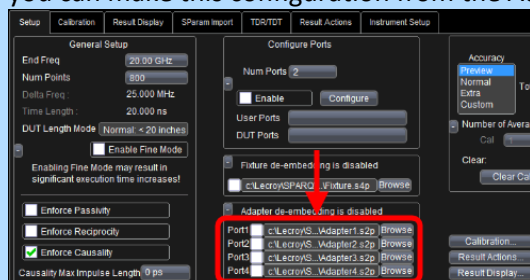 you can make this configuration from the A
Setup Calibration Result Display SParam Import TDR/TDT Result Actions Instrument Setup
General Setup
End Freq 20.00 GHz
Num Points 800
Delta Freq : 25.000 MHz
Time Length : 20.000 ns
DUT Length Mode Normal: < 20 inches
Enable Fine Mode
Enabling Fine Mode may result in
significant execution time increases!
Enforce Passivity
Enforce Reciprocity
Enforce Causality
Causality Max Impulse Length 0 ps
Configure Ports
Num Ports 2
Enable Configure
User Ports
DUT Ports
Fixture de-embedding is disabled
c:\Lecroy\SPARQ...\Fixture.s4p Browse
Adapter de-embedding is disabled
Port1 c:\Lecroy\S...\Adapter1.s2p Browse
Port2 c:\Lecroy\S...\Adapter2.s2p Browse
Port3 c:\Lecroy\S...\Adapter3.s2p Browse
Port4 c:\Lecroy\S...\Adapter4.s2p Browse
Accuracy
Preview
Normal
Extra
Custom
To
Number of Avera
Cal 1
Clear:
Clear Cal
Calibration...
Result Actions...
Result Display